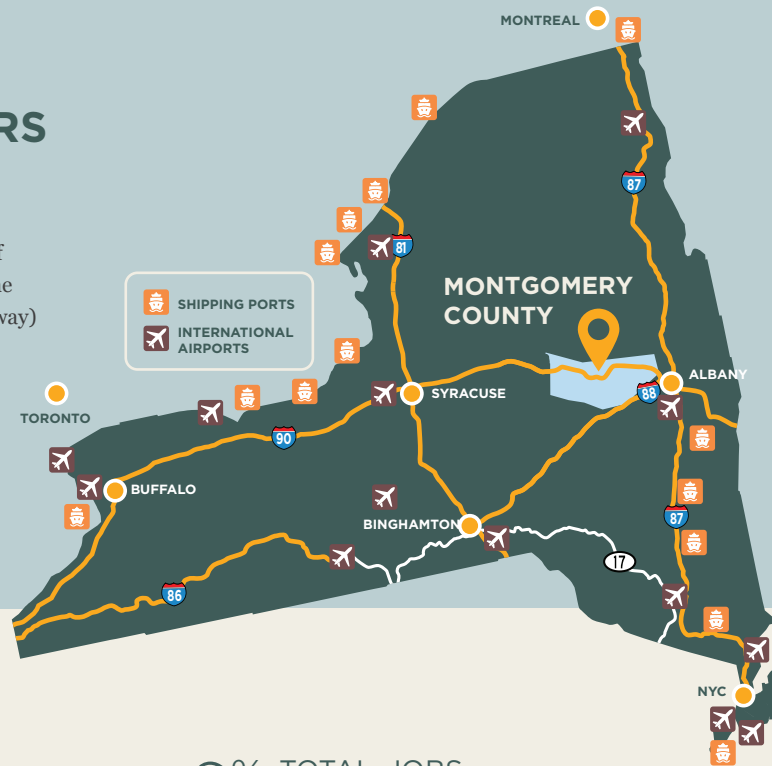 MONTREAL
RS
87
f
ne
way)
81
SHIPPING PORTS
INTERNATIONAL
AIRPORTS
MONTGOMERY
COUNTY
ALBANY
88
SYRACUSE
TORONTO
90
BUFFALO
BINGHAMTON
87
17
86
NYC
% TOTAL JOBS